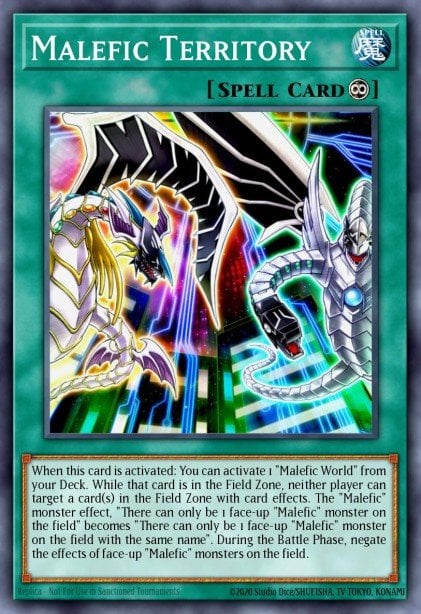 MALEFIC TERRITORY
SPELL
魔
[SPELL CARD]
When this card is activated: You can activate 1 "Malefic World" from
your Deck. While that card is in the Field Zone, neither player can
target a card(s) in the Field Zone with card effects. The "Malefic"
monster effect, "There can only be 1 face-up "Malefic" monster on
the field" becomes "There can only be 1 face-up "Malefic" monster on
the field with the same name". During the Battle Phase, negate
the effects of face-up "Malefic" monsters on the field.
Replica - Not For Use in Sanctioned Tournaments
©2020 Studio Dice/SHUEISHA, TV TOKYO, KONAMI